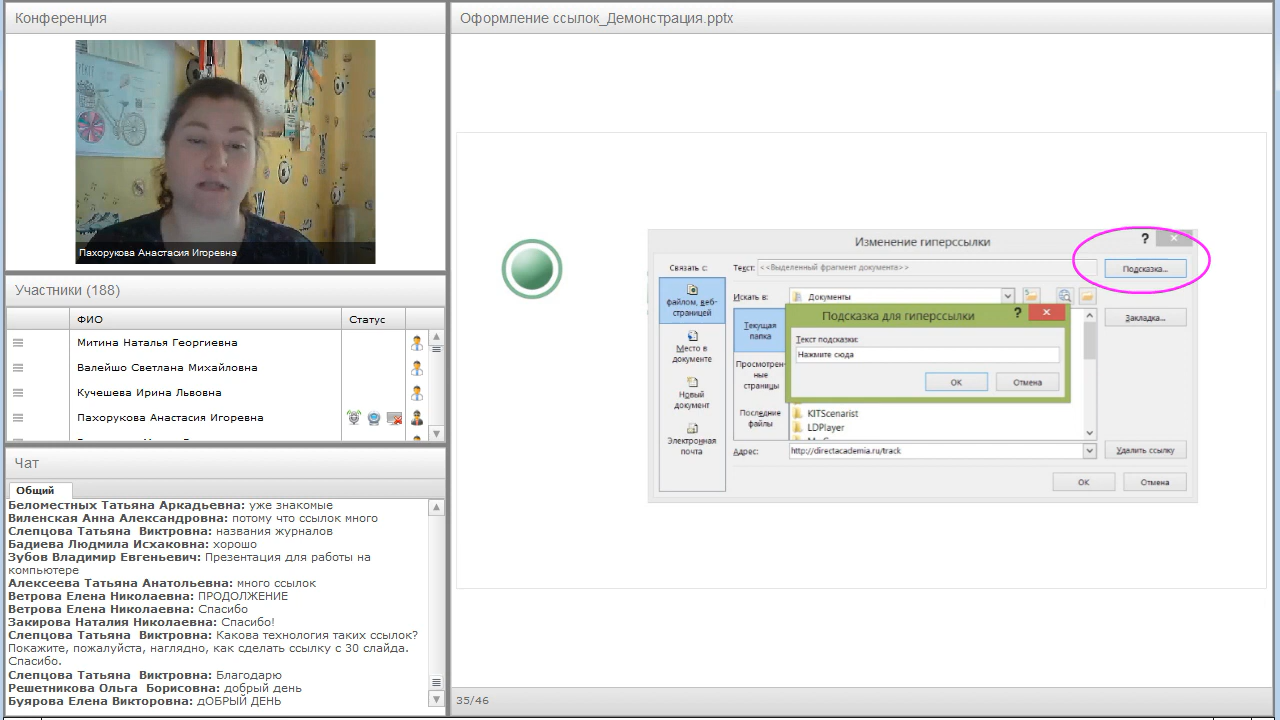 Конференция
Пахорукова Анастасия Игоревна
Участники (188)
ФИО Статус
Митина Наталья Георгиевна
Валейшо Светлана Михайловна
Кучешева Ирина Львовна
Пахорукова Анастасия Игоревна
Чат
Общий
Беломестных Татьяна Аркадьевна: уже знакомые
Виленская Анна Александровна: потому что ссылок много
Слепцова Татьяна Виктровна: названия журналов
Бадиева Людмила Исхаковна: хорошо
Зубов Владимир Евгеньевич: Презентация для работы на
компьютере
Алексеева Татьяна Анатольевна: много ссылок
Ветрова Елена Николаевна: ПРОДОЛЖЕНИЕ
Ветрова Елена Николаевна: Спасибо
Закирова Наталия Николаевна: Спасибо!
Слепцова Татьяна Виктровна: Какова технология таких ссылок?
Покажите, пожалуйста, наглядно, как сделать ссылку с 30 слайда.
Спасибо.
Слепцова Татьяна Виктровна: Благодарю
Решетникова Ольга Борисовна: добрый день
Буярова Елена Викторовна: дОБРЫЙ ДЕНЬ
Оформление ссылок_Демонстрация.pptx
Изменение гиперссылки
? ×
Связать с:
Текст: <<Выделенный фрагмент документа>>
Подсказка...
файлом, веб-
страницей
Искать в: Документы
Место в
документе
Новый
документ
Электронная
почта
Текущая
папка
Просмотрен-
ные
страницы
Последние
файлы
Закладка...
Подсказка для гиперссылки ? ×
Текст подсказки:
Нажмите сюда
ОК Отмена
KITScenarist
LDPlayer
Адрес: http://directacademia.ru/track
Удалить ссылку
ОК Отмена
35/46